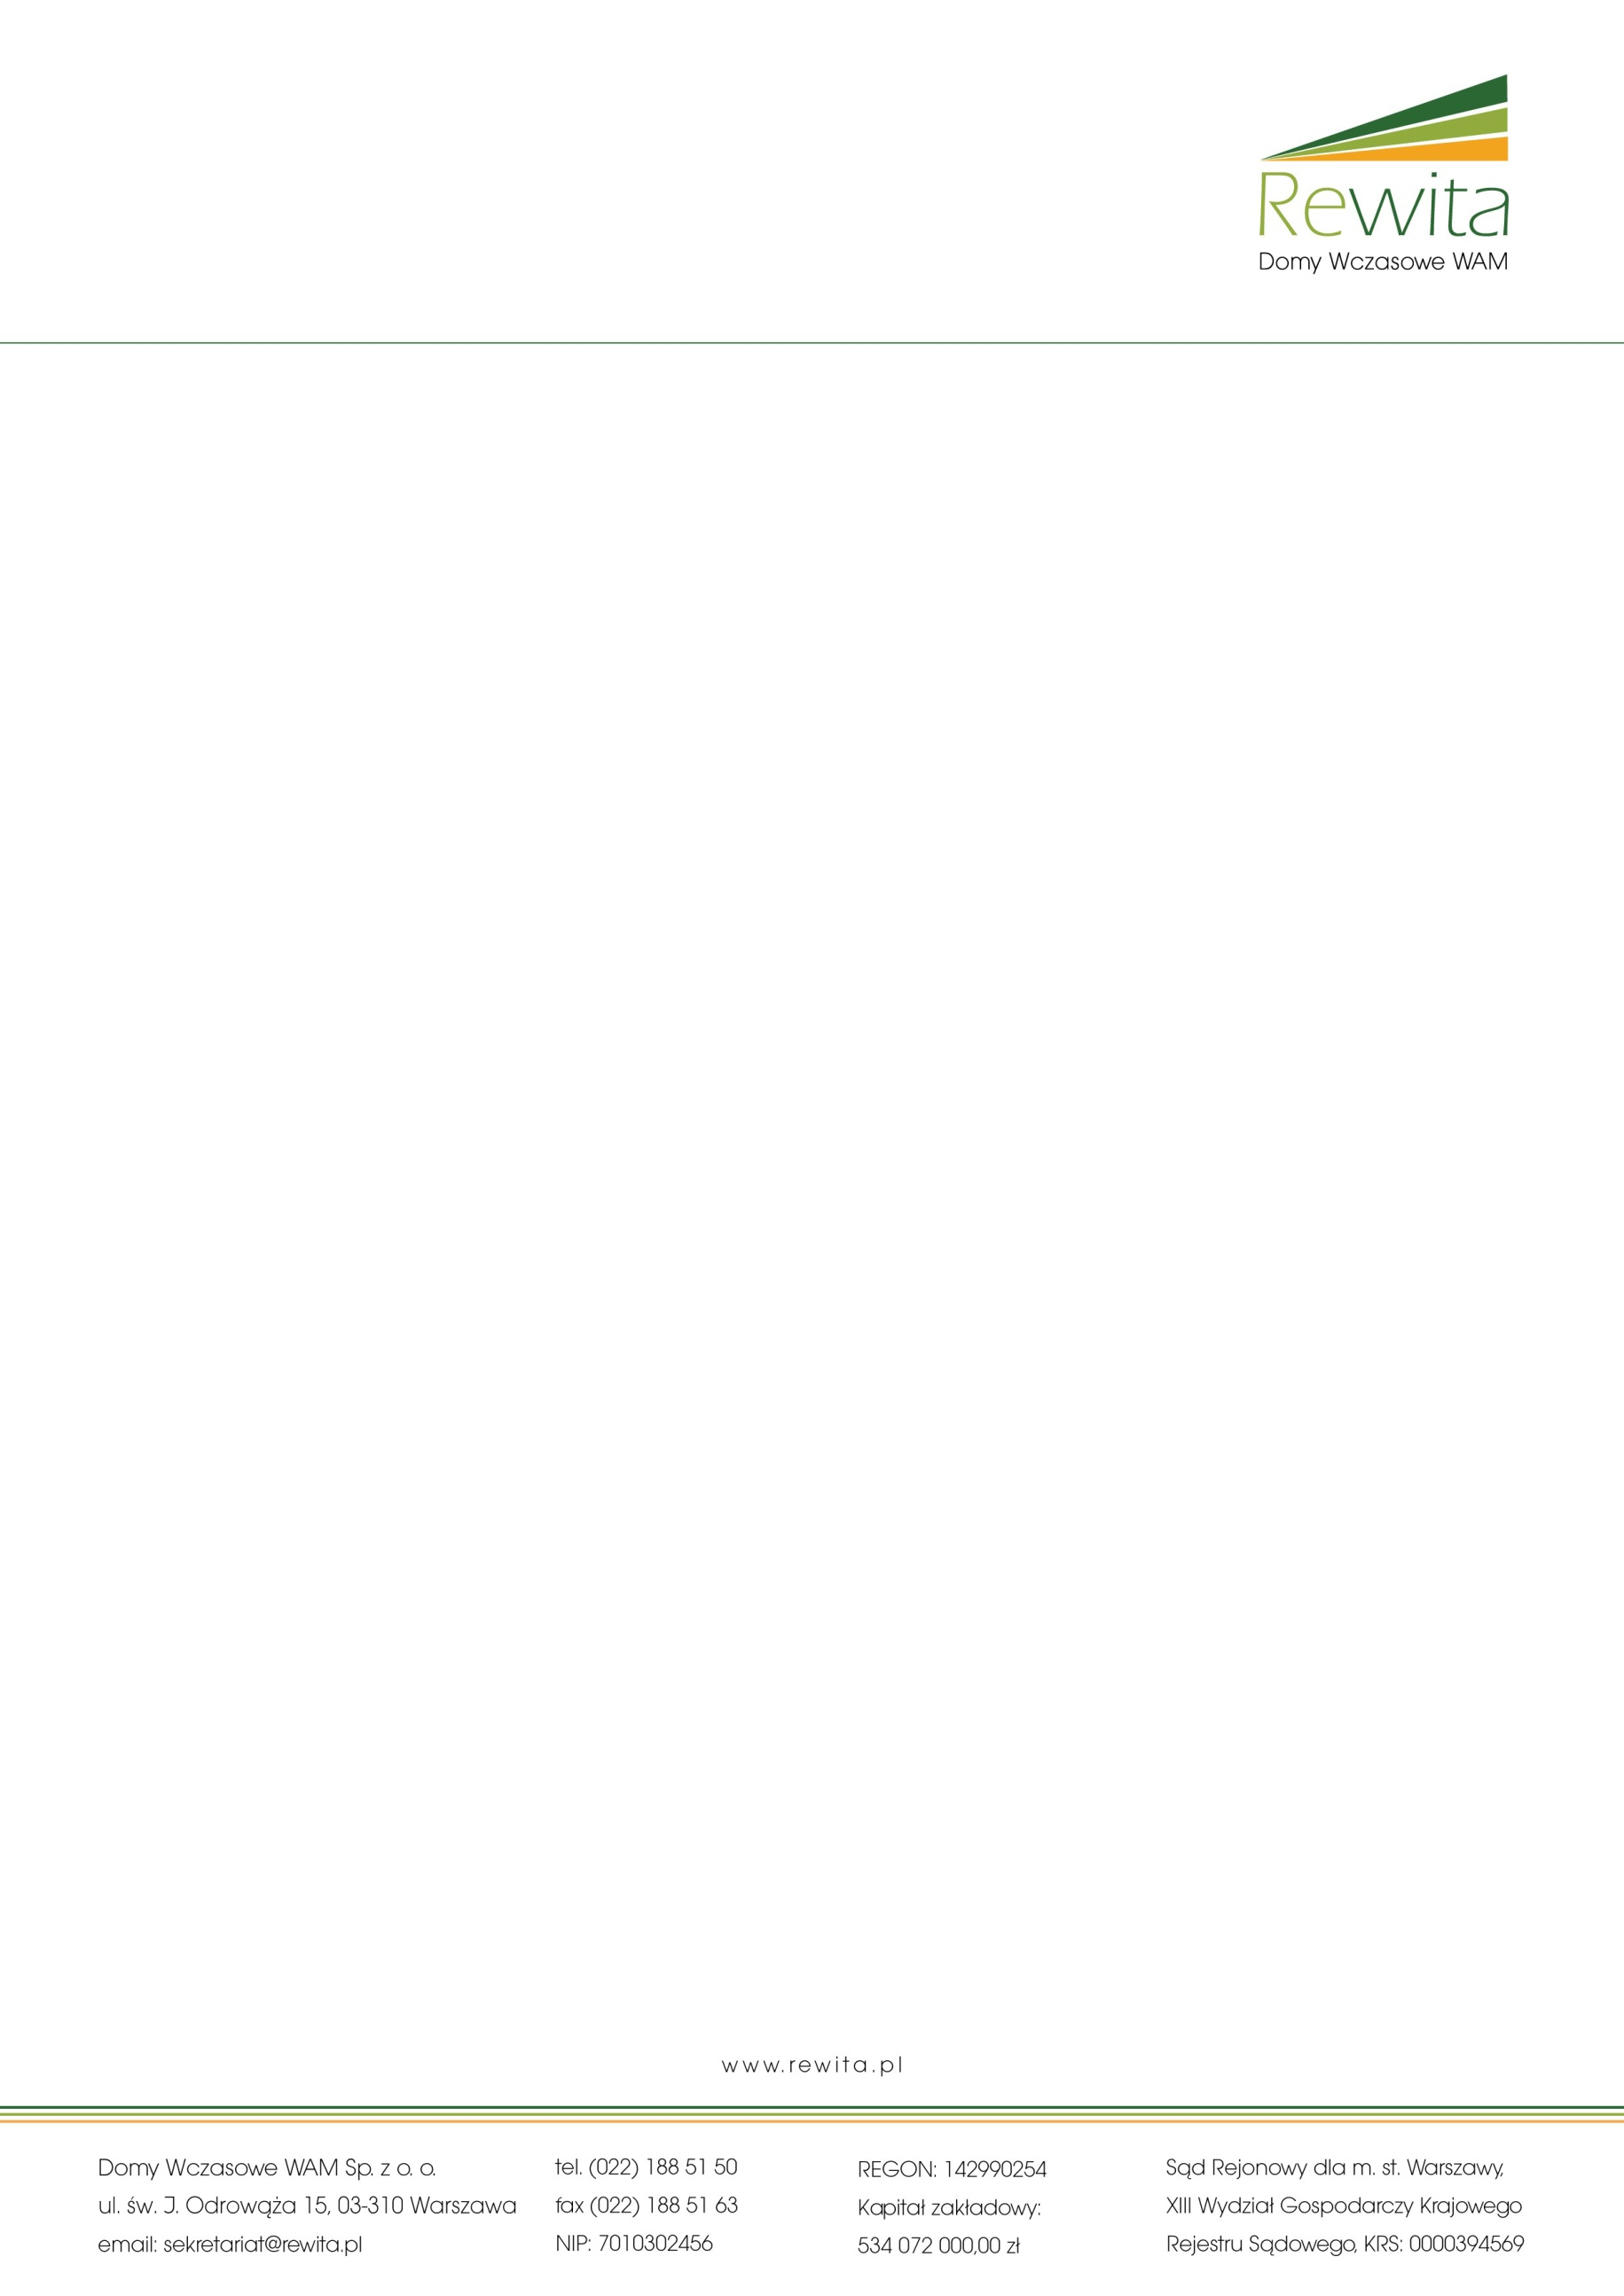 Rewita
Domy Wczasowe WAM
www.rewita.pl
Domy Wczasowe WAM Sp. z o. o.
ul. św. J. Odrowąża 15, 03-310 Warszawa
email: sekretariat@rewita.pl
tel. (022) 188 51 50
fax (022) 188 51 63
NIP: 7010302456
REGON: 142990254
Kapitał zakładowy:
534 072 000,00 zł
Sąd Rejonowy dla m. st. Warszawy,
XIII Wydział Gospodarczy Krajowego
Rejestru Sądowego, KRS: 0000394569